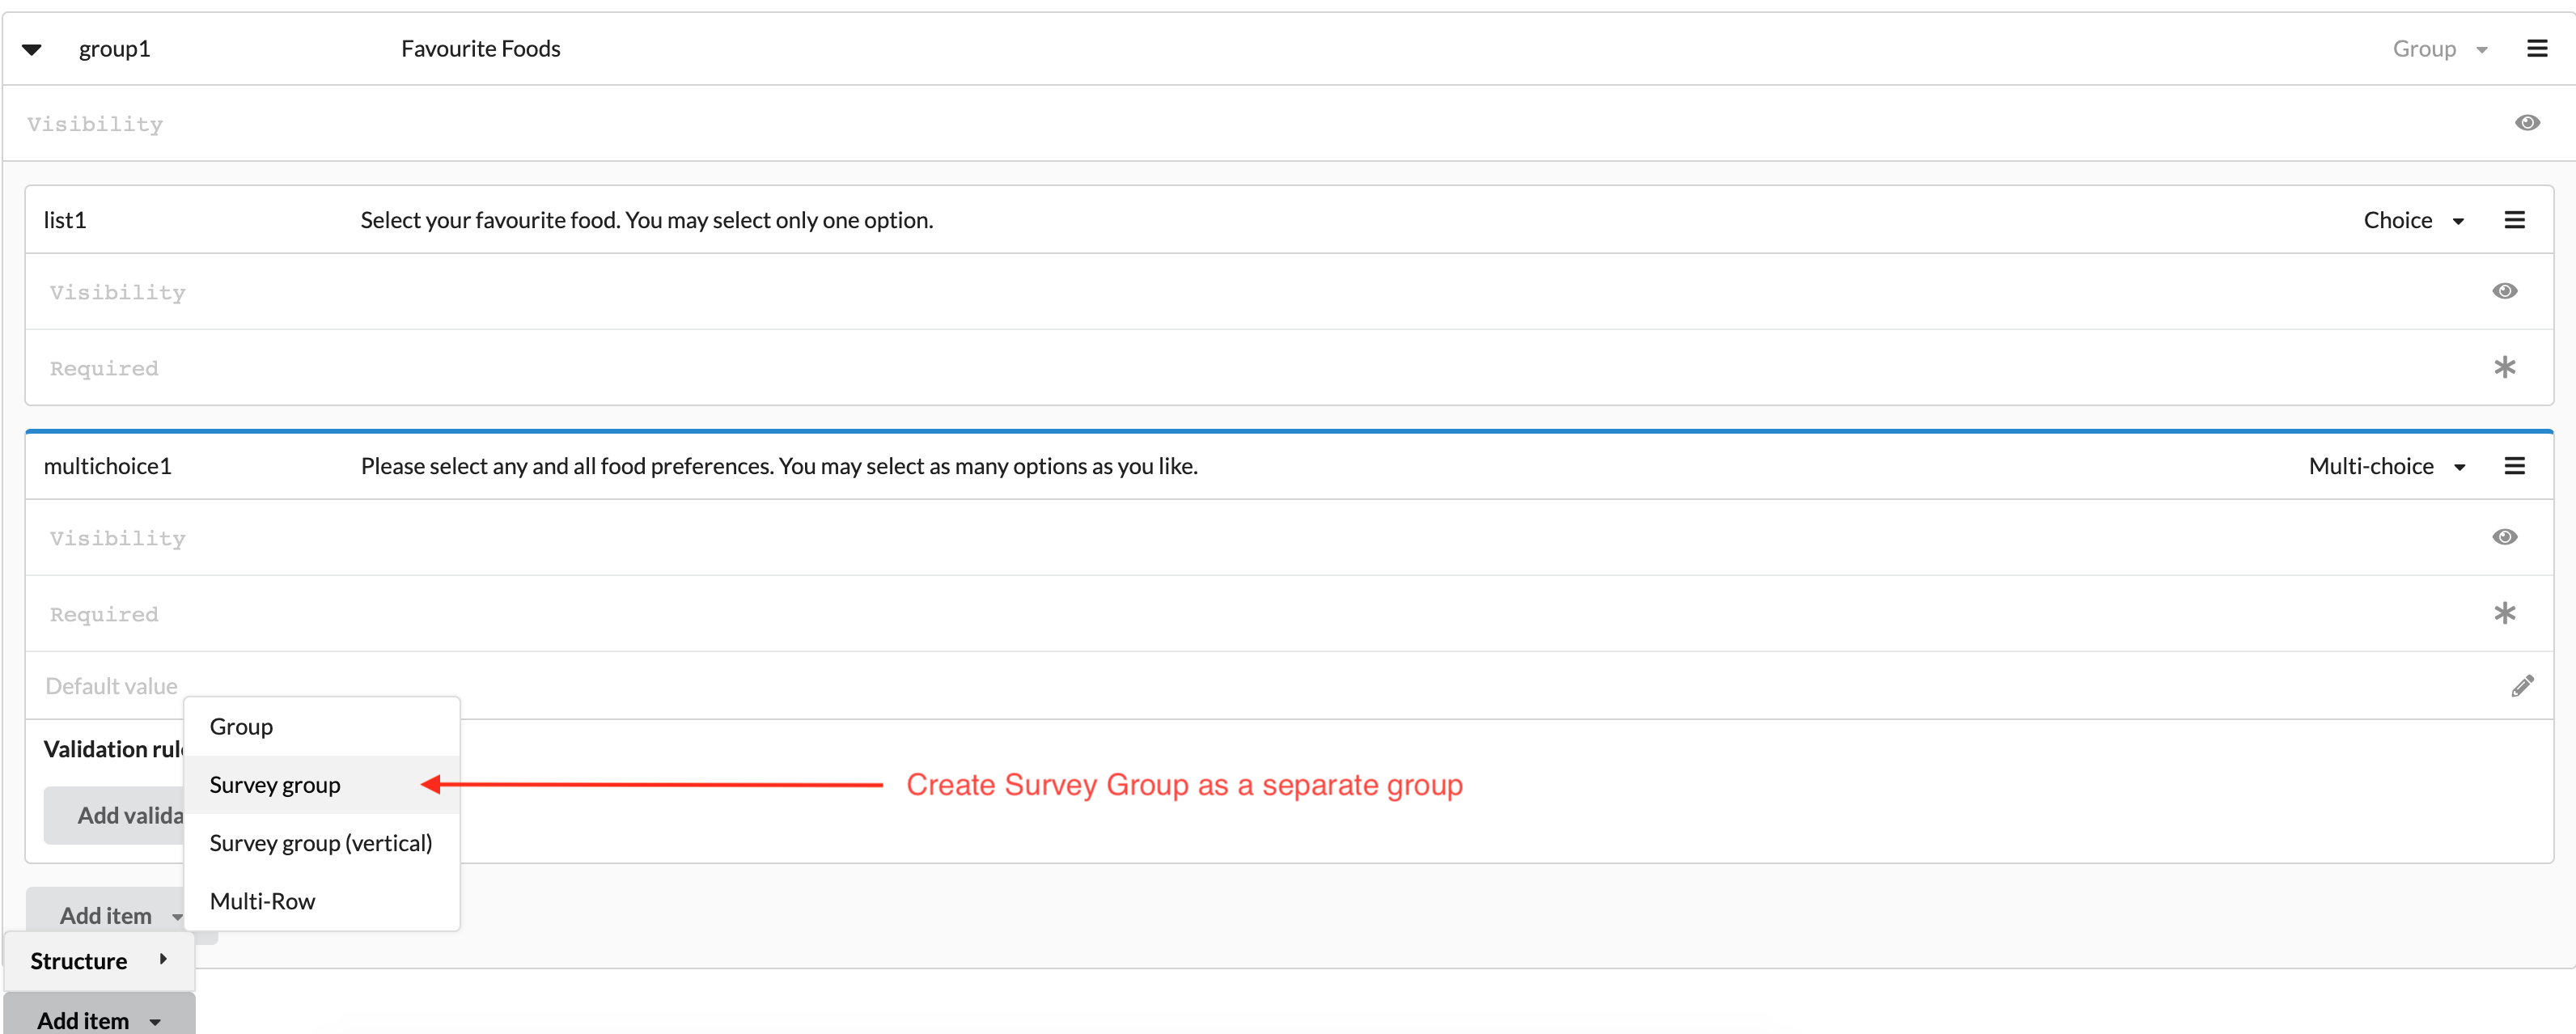 group1 Favourite Foods Group
Visibility
list1 Select your favourite food. You may select only one option. Choice
Visibility
Required
multichoice1 Please select any and all food preferences. You may select as many options as you like. Multi-choice
Visibility
Required
Default value
Group
Validation rul
Survey group Create Survey Group as a separate group
Add valida
Survey group (vertical)
Multi-Row
Add item
Structure
Add item